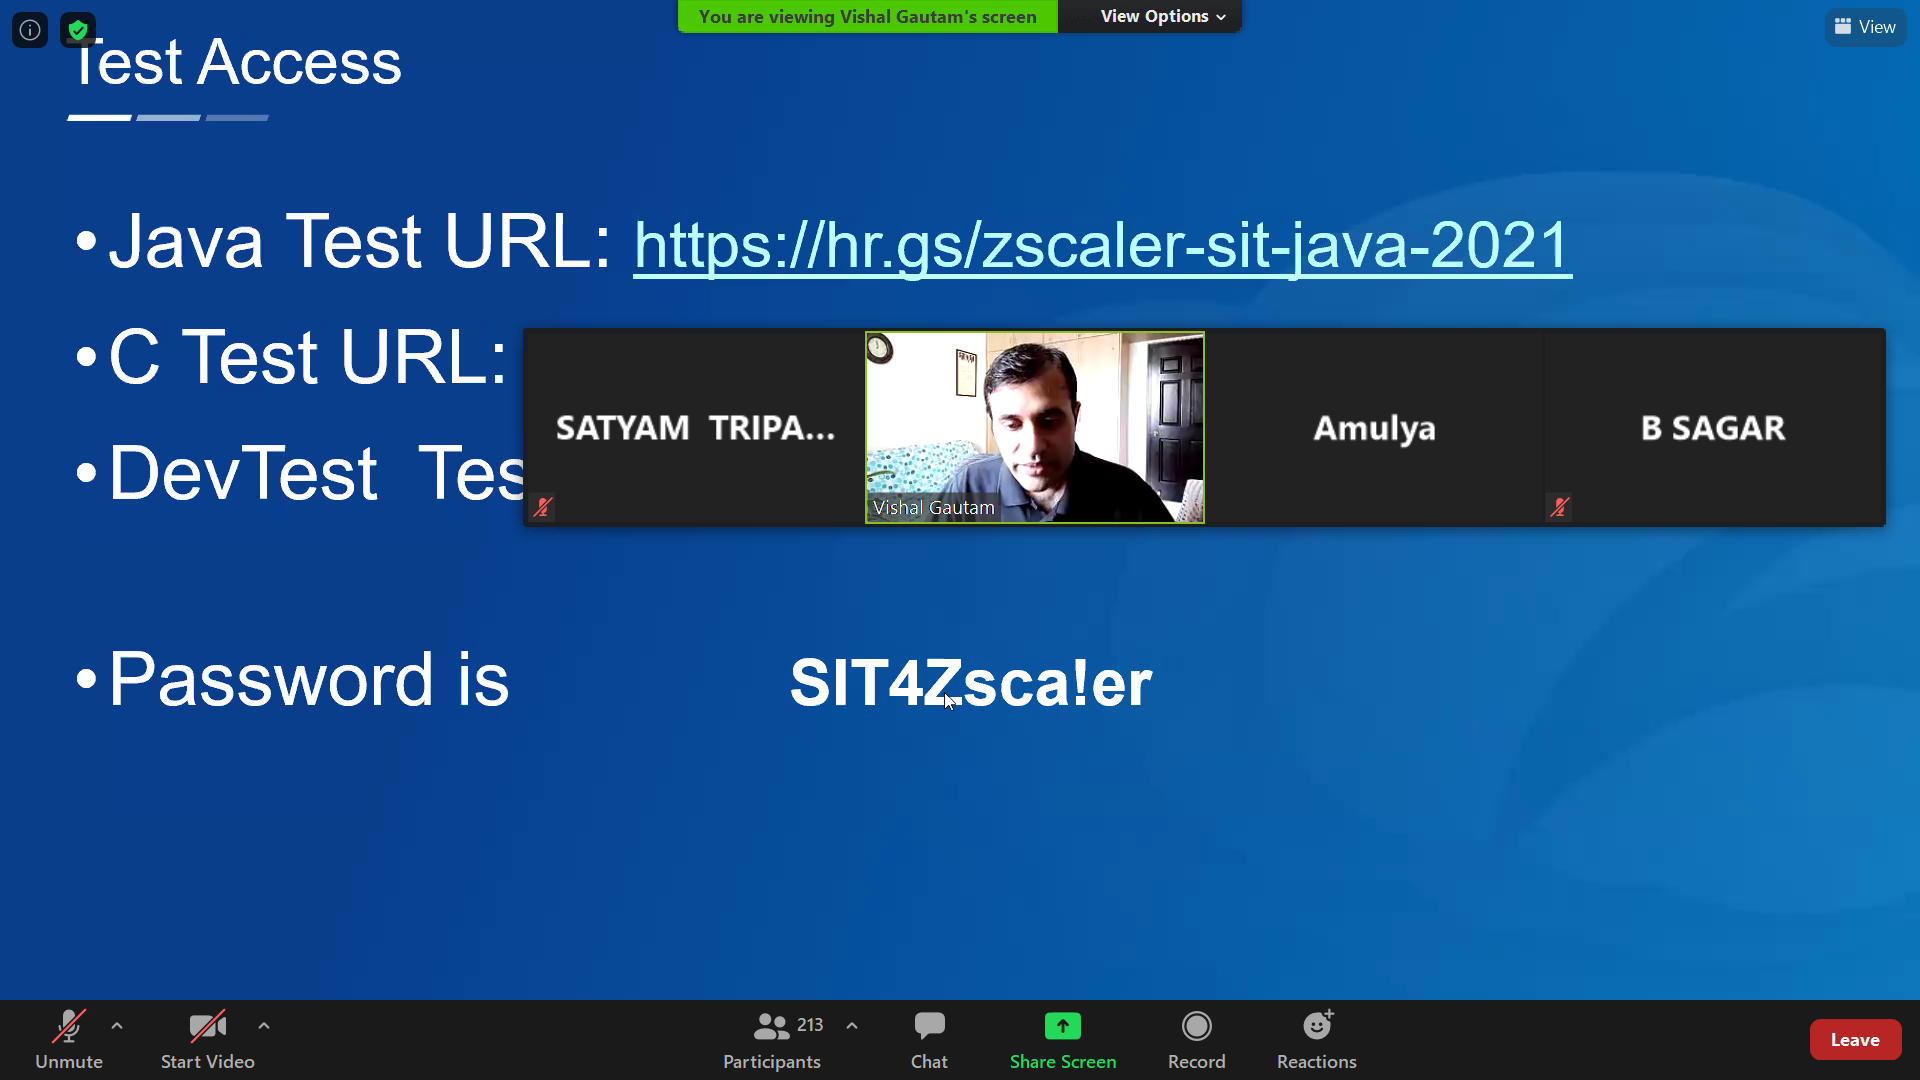 You are viewing Vishal Gautam's screen
View Options
View
Test Access
•Java Test URL: https://hr.gs/zscaler-sit-java-2021
•C Test URL:
•DevTest Tes
SATYAM TRIPA...
Vishal Gautam
Amulya
B SAGAR
•Password is SIT4Zsca!er
Unmute
Start Video
213
Participants
Chat
Share Screen
Record
Reactions
Leave